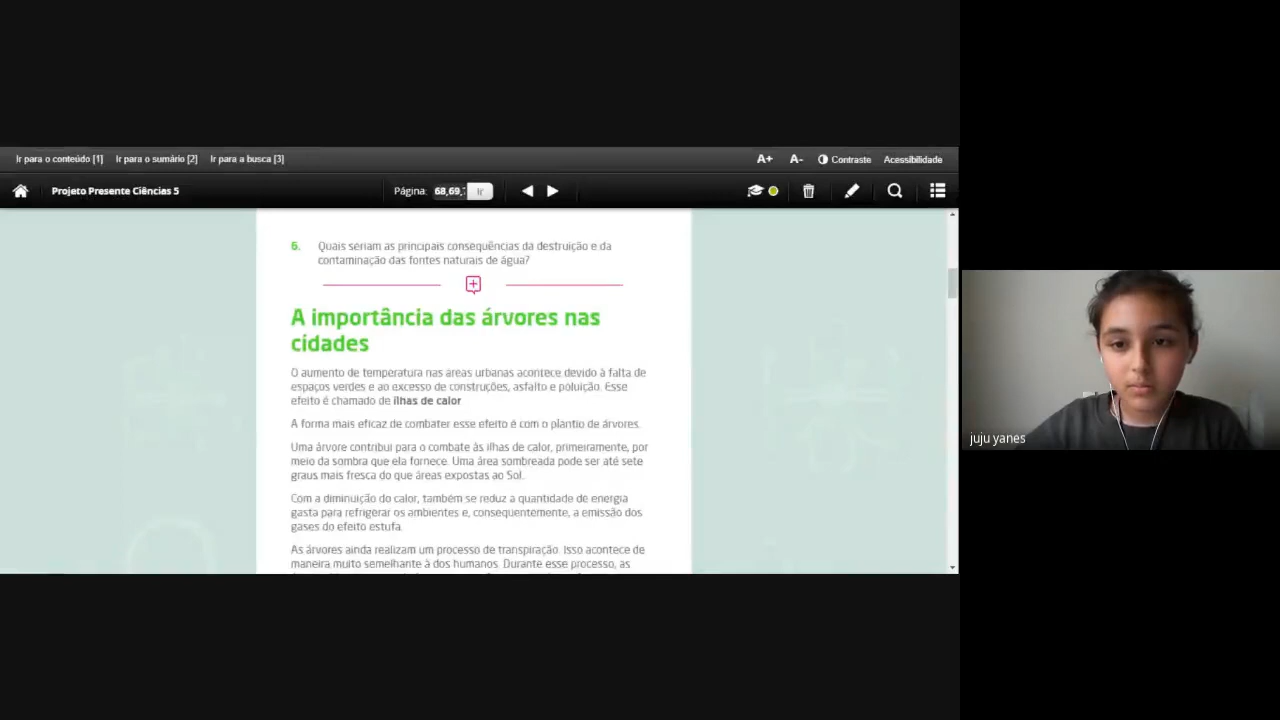 Ir para o conteúdo [1] Ir para o sumário [2] Ir para a busca [3] A+ A- Contraste Acessibilidade
Projeto Presente Ciências 5 Página: 68,69, Ir
6. Quais seriam as principais consequências da destruição e da
contaminação das fontes naturais de água?
A importância das árvores nas
cidades
O aumento de temperatura nas áreas urbanas acontece devido à falta de
espaços verdes e ao excesso de construções, asfalto e poluição. Esse
efeito é chamado de ilhas de calor
A forma mais eficaz de combater esse efeito é com o plantio de árvores.
Uma árvore contribui para o combate às ilhas de calor, primeiramente, por
meio da sombra que ela fornece. Uma área sombreada pode ser até sete
graus mais fresca do que áreas expostas ao Sol.
Com a diminuição do calor, também se reduz a quantidade de energia
gasta para refrigerar os ambientes e, consequentemente, a emissão dos
gases do efeito estufa.
As árvores ainda realizam um processo de transpiração. Isso acontece de
maneira muito semelhante à dos humanos. Durante esse processo, as
juju yanes